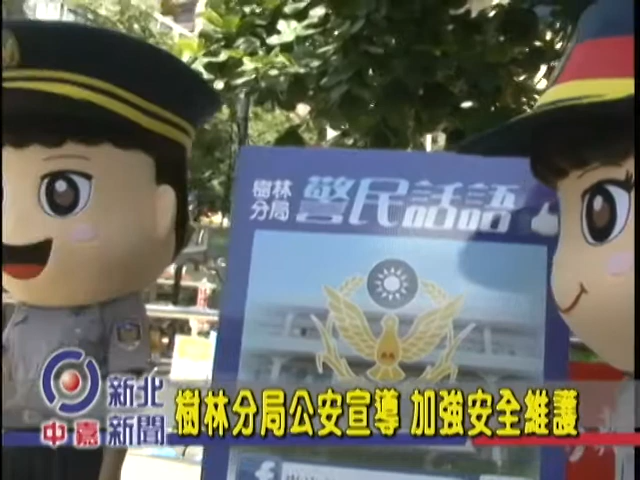 樹林
分局
警民話語
新北
中嘉新聞
樹林分局公安宣導 加強安全維護